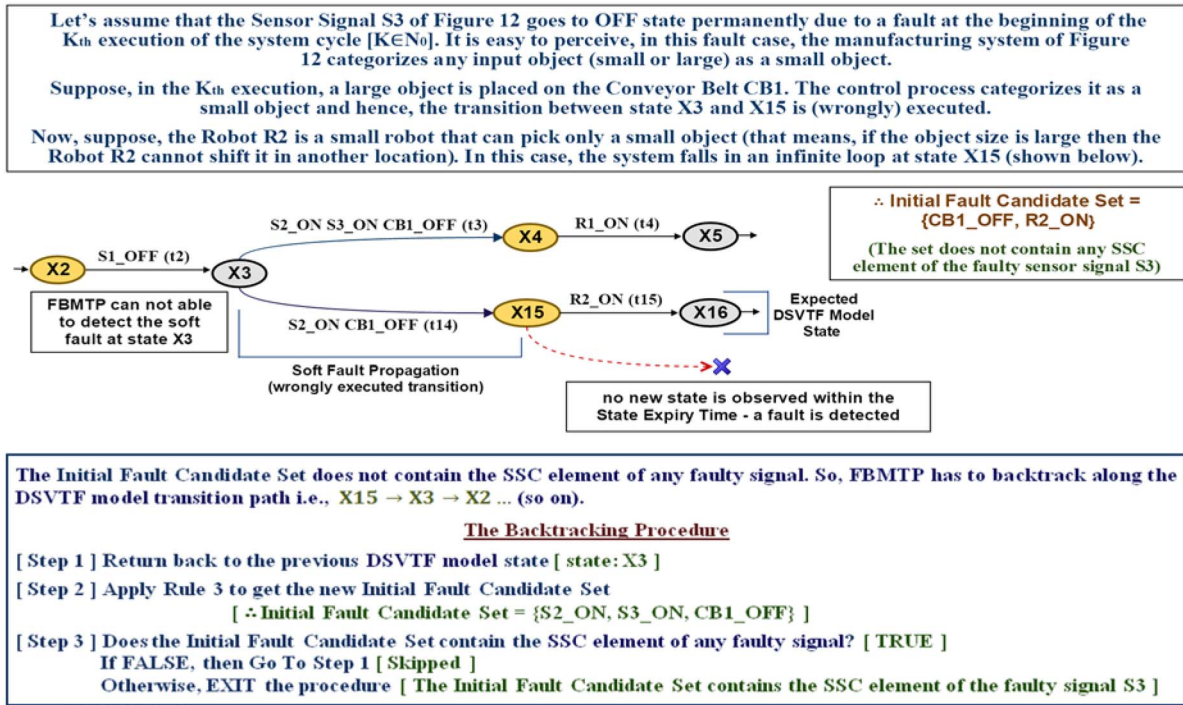 Let's assume that the Sensor Signal S3 of Figure 12 goes to OFF state permanently due to a fault at the beginning of the
Kth execution of the system cycle [K∈N₀]. It is easy to perceive, in this fault case, the manufacturing system of Figure
12 categorizes any input object (small or large) as a small object.
Suppose, in the Kth execution, a large object is placed on the Conveyor Belt CB1. The control process categorizes it as a
small object and hence, the transition between state X3 and X15 is (wrongly) executed.
Now, suppose, the Robot R2 is a small robot that can pick only a small object (that means, if the object size is large then the
Robot R2 cannot shift it in another location). In this case, the system falls in an infinite loop at state X15 (shown below).
∴ Initial Fault Candidate Set =
{CB1_OFF, R2_ON}
(The set does not contain any SSC
element of the faulty sensor signal S3)
S2_ON S3_ON CB1_OFF (t3)
X4
R1_ON (t4)
X5
X2
S1_OFF (t2)
X3
FBMTP can not able
to detect the soft
fault at state X3
S2_ON CB1_OFF (t14)
X15
R2_ON (t15)
X16
Expected
DSVTF Model
State
Soft Fault Propagation
(wrongly executed transition)
no new state is observed within the
State Expiry Time - a fault is detected
The Initial Fault Candidate Set does not contain the SSC element of any faulty signal. So, FBMTP has to backtrack along the
DSVTF model transition path i.e., X15 → X3 → X2 ... (so on).
The Backtracking Procedure
[ Step 1 ] Return back to the previous DSVTF model state [ state: X3 ]
[ Step 2 ] Apply Rule 3 to get the new Initial Fault Candidate Set
[ ∴ Initial Fault Candidate Set = {S2_ON, S3_ON, CB1_OFF} ]
[ Step 3 ] Does the Initial Fault Candidate Set contain the SSC element of any faulty signal? [ TRUE ]
If FALSE, then Go To Step 1 [ Skipped ]
Otherwise, EXIT the procedure [ The Initial Fault Candidate Set contains the SSC element of the faulty signal S3 ]